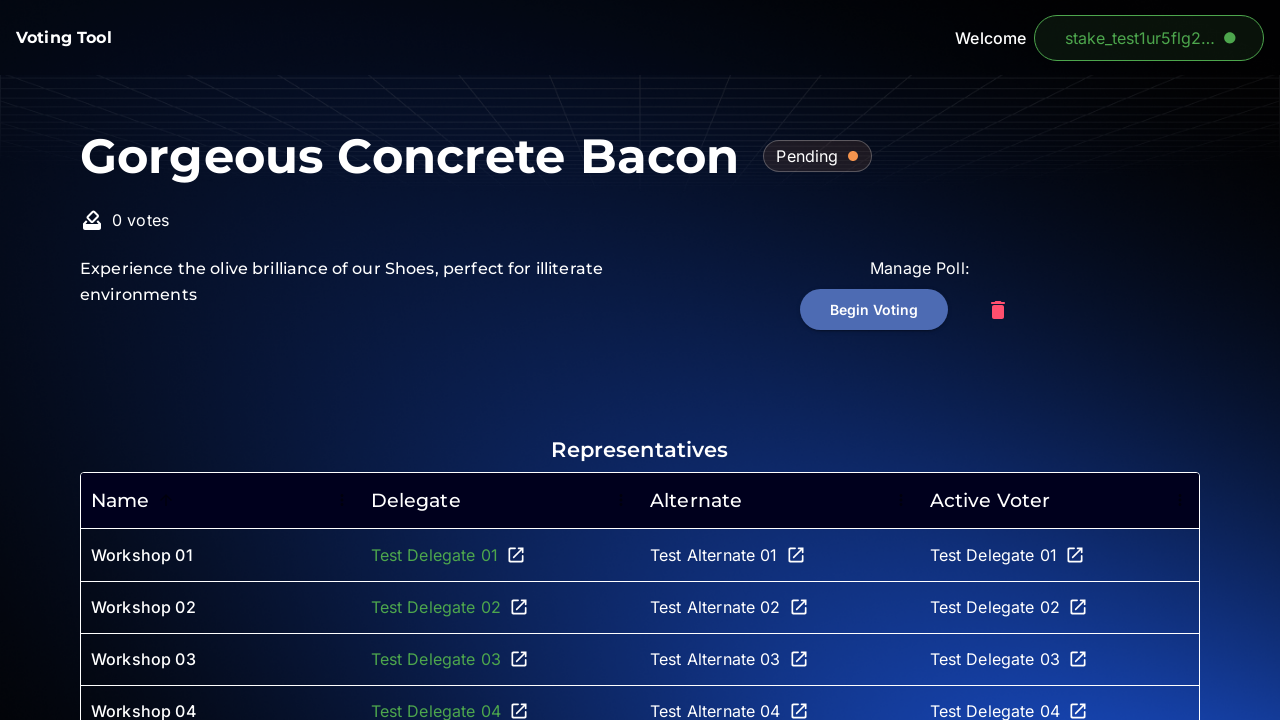 Voting Tool
Welcome
stake_test1ur5flg2...
Gorgeous Concrete Bacon
Pending
0 votes
Experience the olive brilliance of our Shoes, perfect for illiterate
environments
Manage Poll:
Begin Voting
Representatives
Name Delegate Alternate Active Voter
Workshop 01 Test Delegate 01 Test Alternate 01 Test Delegate 01
Workshop 02 Test Delegate 02 Test Alternate 02 Test Delegate 02
Workshop 03 Test Delegate 03 Test Alternate 03 Test Delegate 03
Workshop 04 Test Delegate 04 Test Alternate 04 Test Delegate 04